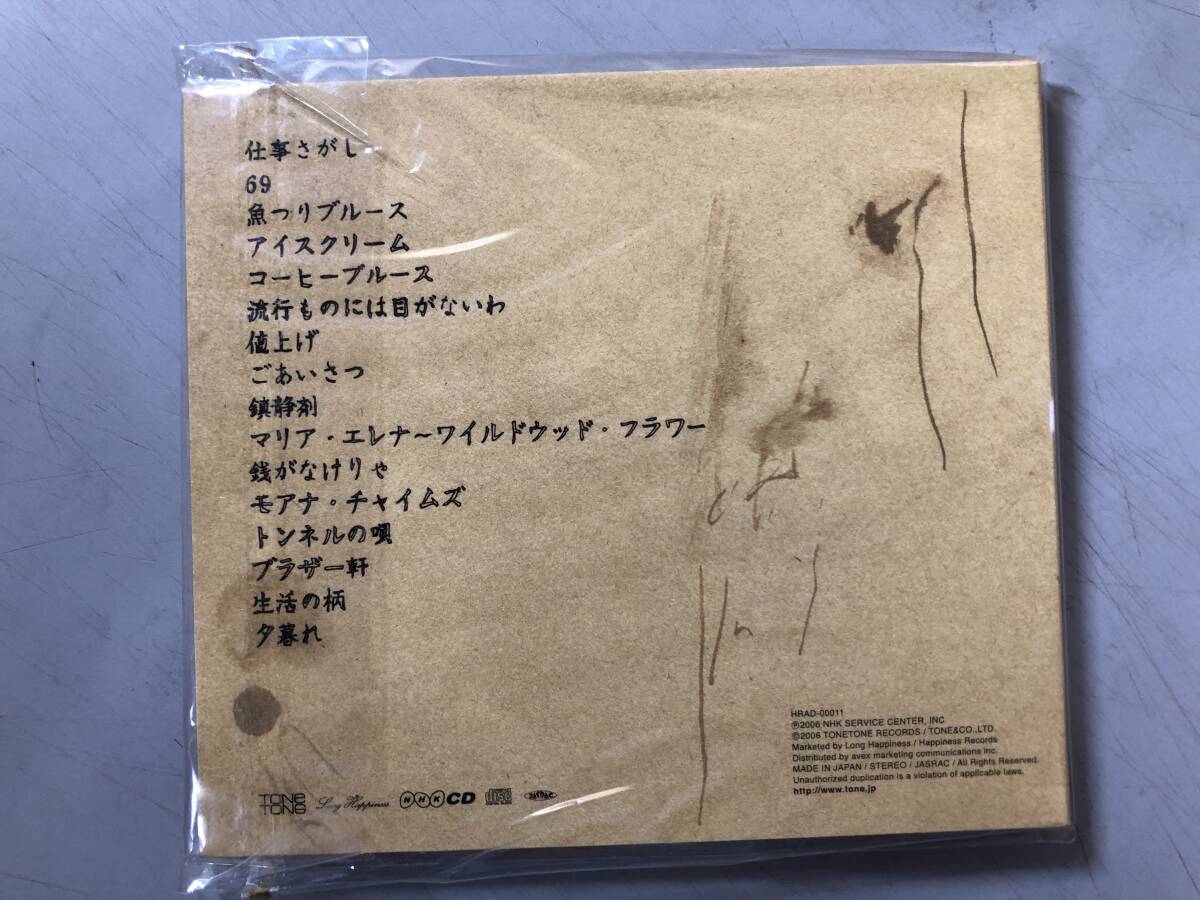 仕事さがし
69
魚つりブルース
アイスクリーム
コーヒーブルース
流行ものには目がないわ
値上げ
ごあいさつ
鎮静剤
マリア・エレナ~ワイルドウッド・フラワー
銭がなけりゃ
モアナ・チャイムズ
トンネルの唄
ブラザー軒
生活の柄
夕暮れ
HRAD-00011
℗2006 NHK SERVICE CENTER, INC
©2006 TONETONE RECORDS / TONE&CO.,LTD.
Marketed by Long Happiness / Happiness Records
Distributed by avex marketing communications Inc.
MADE IN JAPAN / STEREO / JASRAC / All Rights Reserved.
Unauthorized duplication is a violation of applicable laws.
http://www.tone.jp
TONE TONE Long Happiness NHK CD disc JASRAC